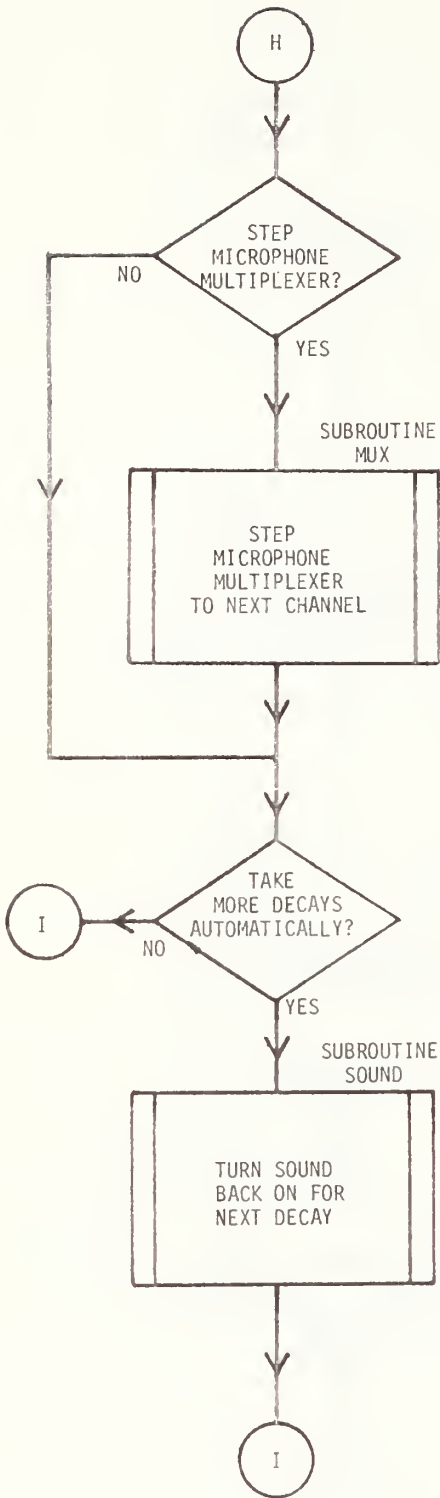 H
STEP
MICROPHONE
MULTIPLEXER?
NO
YES
SUBROUTINE
MUX
STEP
MICROPHONE
MULTIPLEXER
TO NEXT CHANNEL
TAKE
MORE DECAYS
AUTOMATICALLY?
I
NO
YES
SUBROUTINE
SOUND
TURN SOUND
BACK ON FOR
NEXT DECAY
I